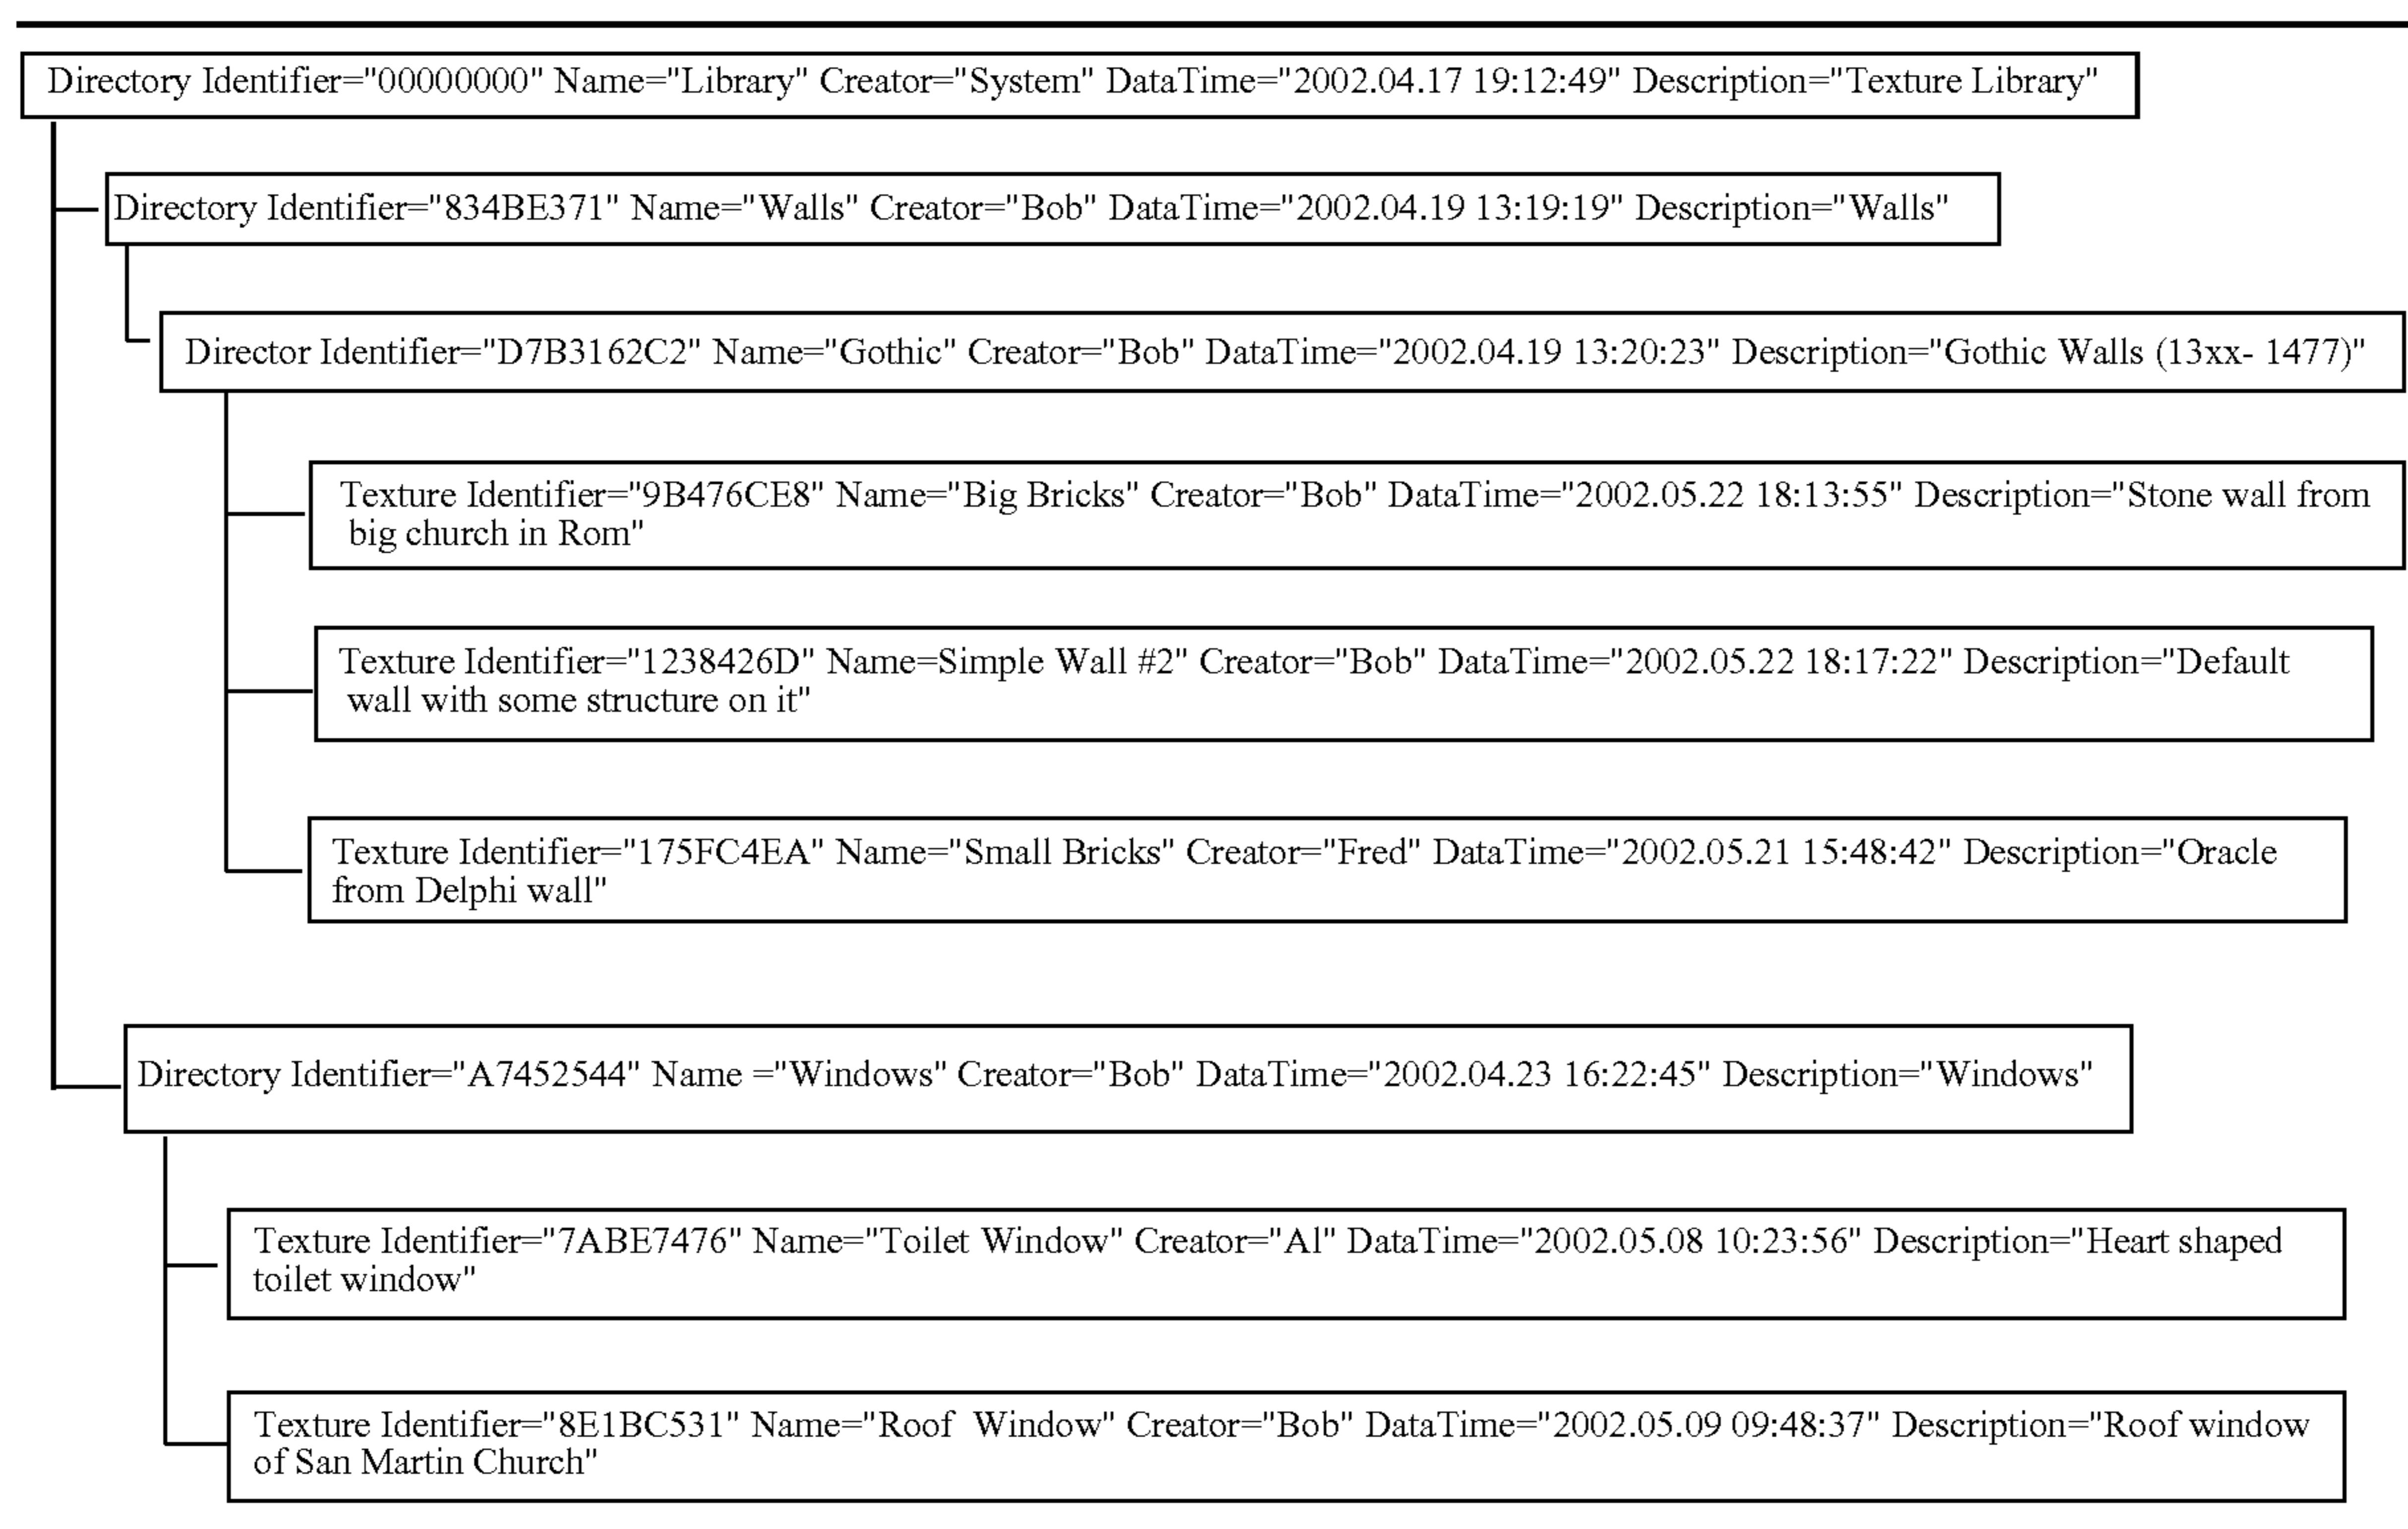 Directory Identifier="00000000" Name="Library" Creator="System" DataTime="2002.04.17 19:12:49" Description="Texture Library"
Directory Identifier="834BE371" Name="Walls" Creator="Bob" DataTime="2002.04.19 13:19:19" Description="Walls"
Director Identifier="D7B3162C2" Name="Gothic" Creator="Bob" DataTime="2002.04.19 13:20:23" Description="Gothic Walls (13xx- 1477)"
Texture Identifier="9B476CE8" Name="Big Bricks" Creator="Bob" DataTime="2002.05.22 18:13:55" Description="Stone wall from
big church in Rom"
Texture Identifier="1238426D" Name=Simple Wall #2" Creator="Bob" DataTime="2002.05.22 18:17:22" Description="Default
wall with some structure on it"
Texture Identifier="175FC4EA" Name="Small Bricks" Creator="Fred" DataTime="2002.05.21 15:48:42" Description="Oracle
from Delphi wall"
Directory Identifier="A7452544" Name ="Windows" Creator="Bob" DataTime="2002.04.23 16:22:45" Description="Windows"
Texture Identifier="7ABE7476" Name="Toilet Window" Creator="Al" DataTime="2002.05.08 10:23:56" Description="Heart shaped
toilet window"
Texture Identifier="8E1BC531" Name="Roof  Window" Creator="Bob" DataTime="2002.05.09 09:48:37" Description="Roof window
of San Martin Church"